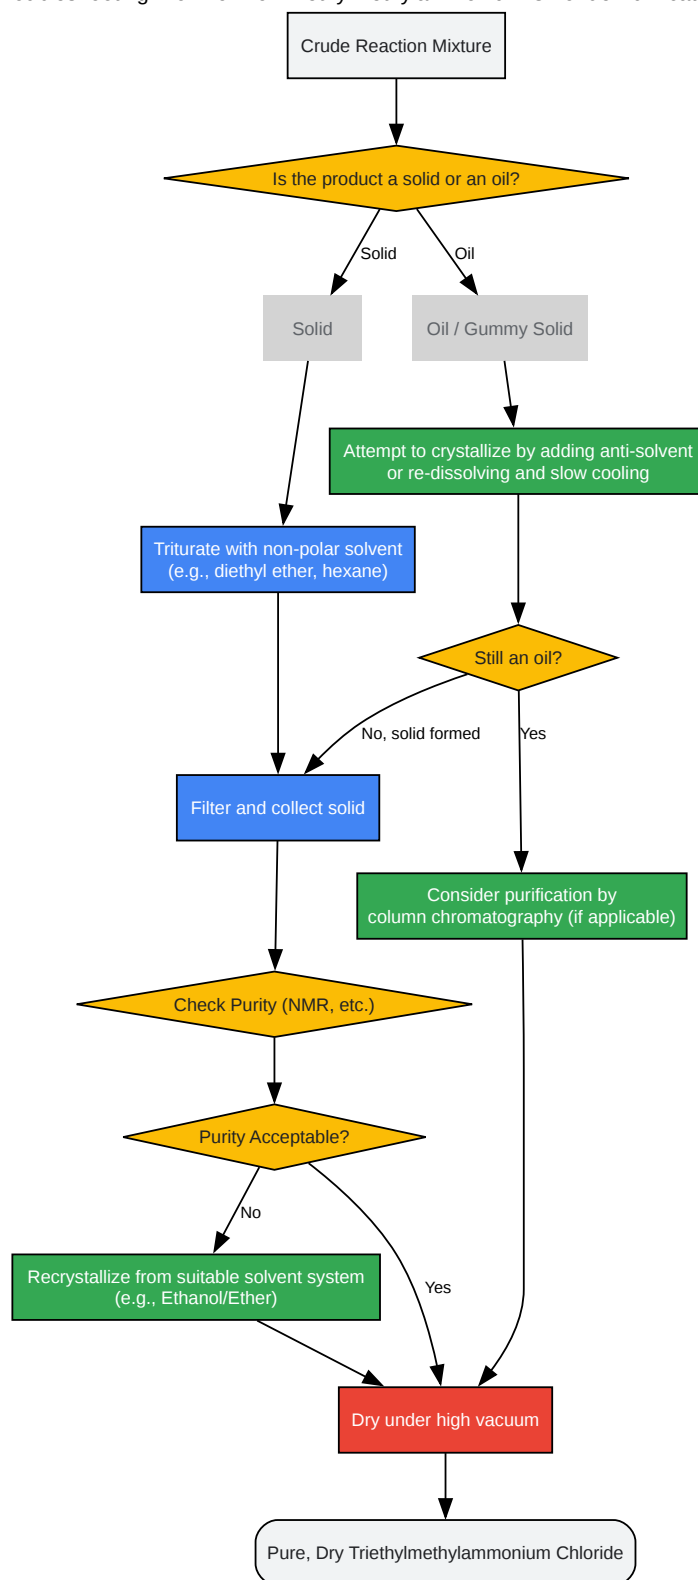 Crude Reaction Mixture
Is the product a solid or an oil?
Solid
Oil
Solid
Oil / Gummy Solid
Attempt to crystallize by adding anti-solvent
or re-dissolving and slow cooling
Triturate with non-polar solvent
(e.g., diethyl ether, hexane)
Still an oil?
No, solid formed
Yes
Filter and collect solid
Consider purification by
column chromatography (if applicable)
Check Purity (NMR, etc.)
Purity Acceptable?
No
Recrystallize from suitable solvent system
(e.g., Ethanol/Ether)
Yes
Dry under high vacuum
Pure, Dry Triethylmethylammonium Chloride